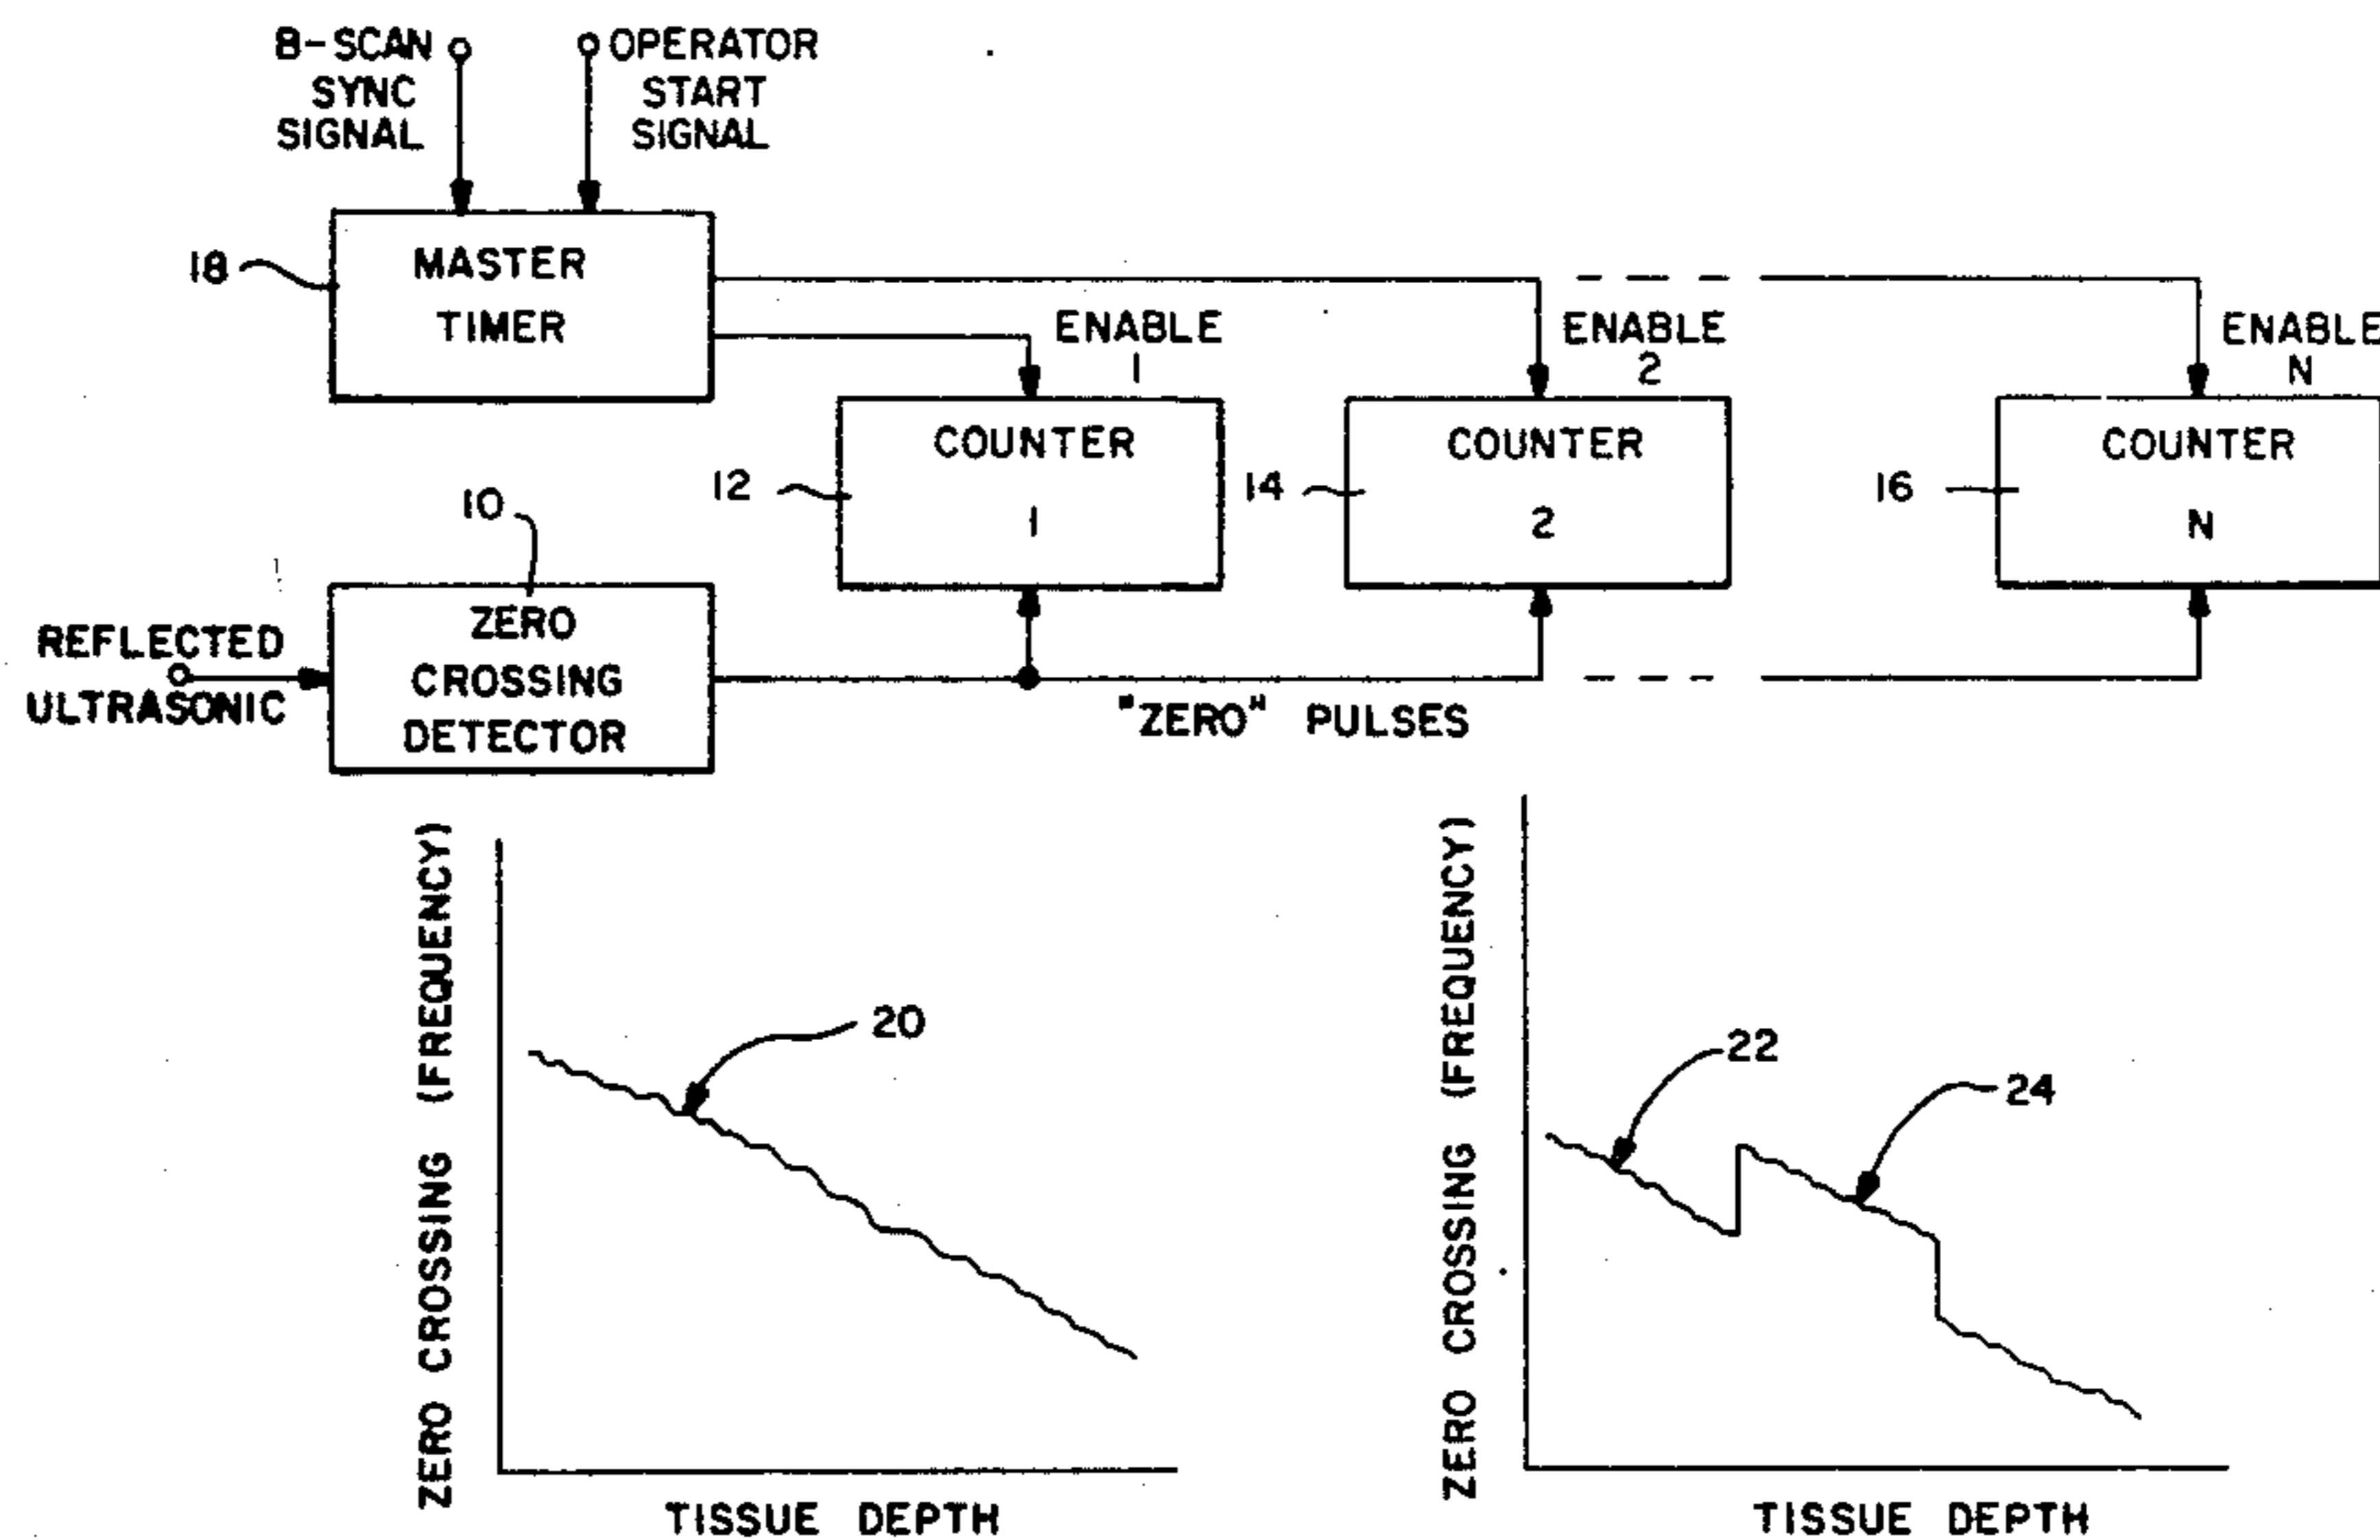 B-SCAN
SYNC
SIGNAL
OPERATOR
START
SIGNAL
18
MASTER
TIMER
ENABLE
1
ENABLE
2
ENABLE
N
12
COUNTER
1
14
COUNTER
2
16
COUNTER
N
10
REFLECTED
ULTRASONIC
ZERO
CROSSING
DETECTOR
"ZERO" PULSES
ZERO CROSSING (FREQUENCY)
20
TISSUE DEPTH
ZERO CROSSING (FREQUENCY)
22
24
TISSUE DEPTH